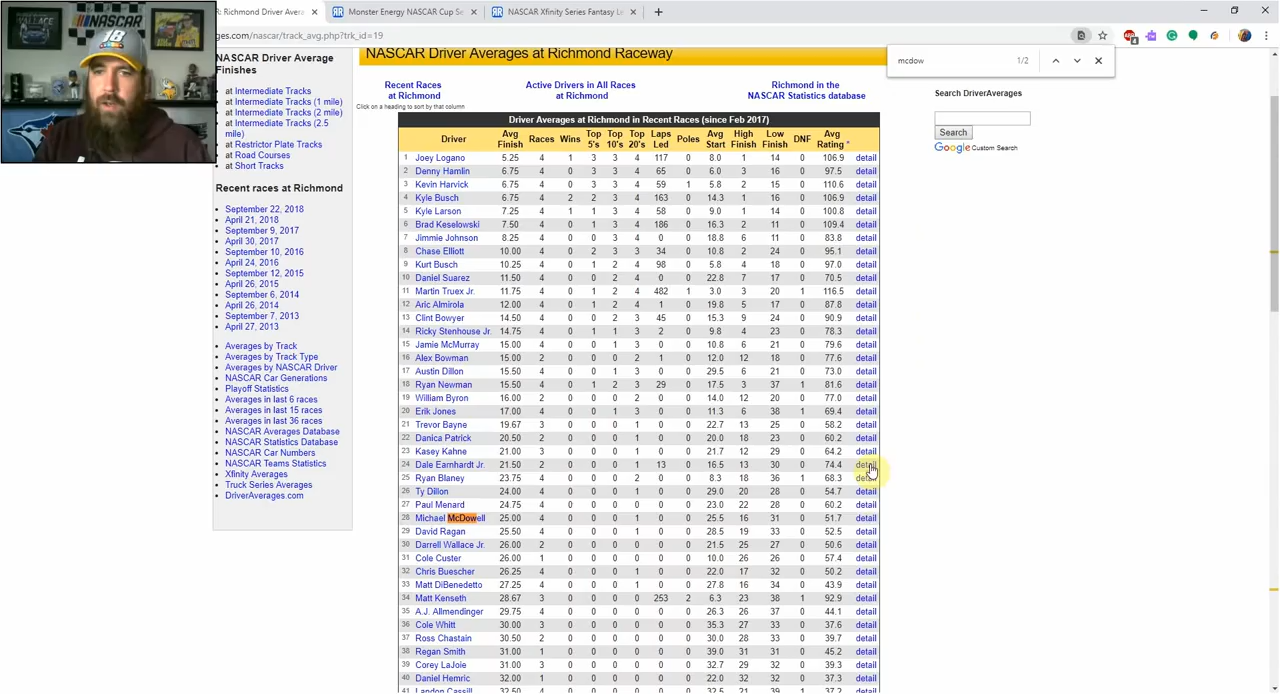 R: Richmond Driver Avera ×
Monster Energy NASCAR Cup Se ×
NASCAR Xfinity Series Fantasy Le ×
ges.com/nascar/track_avg.php?trk_id=19
WALLACE
NASCAR
18
mcdow 1/2
NASCAR Driver Average
Finishes
at Intermediate Tracks
at Intermediate Tracks (1 mile)
at Intermediate Tracks (2 mile)
at Intermediate Tracks (2.5
mile)
at Restrictor Plate Tracks
at Road Courses
at Short Tracks
Recent races at Richmond
September 22, 2018
April 21, 2018
September 9, 2017
April 30, 2017
September 10, 2016
April 24, 2016
September 12, 2015
April 26, 2015
September 6, 2014
April 26, 2014
September 7, 2013
April 27, 2013
Averages by Track
Averages by Track Type
Averages by NASCAR Driver
NASCAR Car Generations
Playoff Statistics
Averages in last 6 races
Averages in last 15 races
Averages in last 36 races
NASCAR Averages Database
NASCAR Statistics Database
NASCAR Car Numbers
NASCAR Teams Statistics
Xfinity Averages
Truck Series Averages
DriverAverages.com
NASCAR Driver Averages at Richmond Raceway
Recent Races
at Richmond
Active Drivers in All Races
at Richmond
Richmond in the
NASCAR Statistics database
(Click on a heading to sort by that column
Driver Averages at Richmond in Recent Races (since Feb 2017)
Driver Avg Finish Races Wins Top 5's Top 10's Top 20's Laps Led Poles Avg Start High Finish Low Finish DNF Avg Rating *
1 Joey Logano 5.25 4 1 3 3 4 117 0 8.0 1 14 0 106.9 detail
2 Denny Hamlin 6.75 4 0 3 3 4 65 0 6.0 3 16 0 97.5 detail
3 Kevin Harvick 6.75 4 0 3 3 4 59 1 5.8 2 15 0 110.6 detail
4 Kyle Busch 6.75 4 2 2 3 4 163 0 14.3 1 16 0 106.9 detail
5 Kyle Larson 7.25 4 1 1 3 4 58 0 9.0 1 14 0 100.8 detail
6 Brad Keselowski 7.50 4 0 1 3 4 186 0 16.3 2 11 0 109.4 detail
7 Jimmie Johnson 8.25 4 0 0 3 4 0 0 18.8 6 11 0 83.8 detail
8 Chase Elliott 10.00 4 0 2 3 3 34 0 10.8 2 24 0 95.1 detail
9 Kurt Busch 10.25 4 0 1 2 4 98 0 5.8 4 18 0 97.0 detail
10 Daniel Suarez 11.50 4 0 0 2 4 0 0 22.8 7 17 0 70.5 detail
11 Martin Truex Jr. 11.75 4 0 1 2 4 482 1 3.0 3 20 1 116.5 detail
12 Aric Almirola 12.00 4 0 1 2 4 1 0 19.8 5 17 0 87.8 detail
13 Clint Bowyer 14.50 4 0 0 2 3 45 0 15.3 9 24 0 90.9 detail
14 Ricky Stenhouse Jr. 14.75 4 0 1 1 3 2 0 9.8 4 23 0 78.3 detail
15 Jamie McMurray 15.00 4 0 0 1 3 0 0 10.8 6 21 0 79.6 detail
16 Alex Bowman 15.00 2 0 0 0 2 1 0 12.0 12 18 0 77.6 detail
17 Austin Dillon 15.50 4 0 0 1 3 0 0 29.5 6 21 0 73.0 detail
18 Ryan Newman 15.50 4 0 1 2 3 29 0 17.5 3 37 1 81.6 detail
19 William Byron 16.00 2 0 0 0 2 0 0 14.0 12 20 0 77.0 detail
20 Erik Jones 17.00 4 0 0 1 3 0 0 11.3 6 38 1 69.4 detail
21 Trevor Bayne 19.67 3 0 0 0 1 0 0 22.7 13 25 0 58.2 detail
22 Danica Patrick 20.50 2 0 0 0 1 0 0 20.0 18 23 0 60.2 detail
23 Kasey Kahne 21.00 3 0 0 0 1 0 0 21.7 12 29 0 64.2 detail
24 Dale Earnhardt Jr. 21.50 2 0 0 0 1 13 0 16.5 13 30 0 74.4 detail
25 Ryan Blaney 23.75 4 0 0 0 2 0 0 8.3 18 36 1 68.3 detail
26 Ty Dillon 24.00 4 0 0 0 1 0 0 29.0 20 28 0 54.7 detail
27 Paul Menard 24.75 4 0 0 0 0 0 0 23.0 22 28 0 60.2 detail
28 Michael McDowell 25.00 4 0 0 0 1 0 0 25.5 16 31 0 51.7 detail
29 David Ragan 25.50 4 0 0 0 1 0 0 28.5 19 33 0 52.5 detail
30 Darrell Wallace Jr. 26.00 2 0 0 0 0 0 0 21.5 25 27 0 50.6 detail
31 Cole Custer 26.00 1 0 0 0 0 0 0 10.0 26 26 0 57.4 detail
32 Chris Buescher 26.25 4 0 0 0 1 0 0 22.0 17 32 0 50.2 detail
33 Matt DiBenedetto 27.25 4 0 0 0 1 0 0 27.8 16 34 0 43.9 detail
34 Matt Kenseth 28.67 3 0 0 0 0 253 2 6.3 23 38 1 92.9 detail
35 A.J. Allmendinger 29.75 4 0 0 0 0 0 0 26.3 26 37 0 44.1 detail
36 Cole Whitt 30.00 3 0 0 0 0 0 0 35.3 27 33 0 37.6 detail
37 Ross Chastain 30.50 2 0 0 0 0 0 0 30.0 28 33 0 39.7 detail
38 Regan Smith 31.00 1 0 0 0 0 0 0 39.0 31 31 0 45.2 detail
39 Corey LaJoie 31.00 3 0 0 0 0 0 0 32.7 29 32 0 39.3 detail
40 Daniel Hemric 32.00 1 0 0 0 0 0 0 22.0 32 32 0 34.7 detail
41 Landon Cassill 32.50 4 0 0 0 0 0 0 32.5 21 39 1 37.2 detail
Search DriverAverages
Search
Google Custom Search